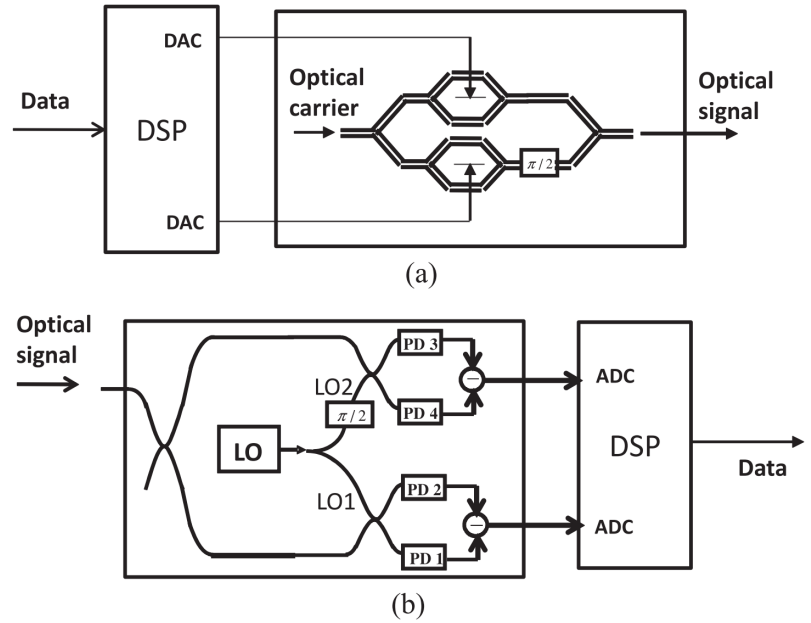 DAC
Data
DSP
DAC
Optical
carrier
π/2
Optical
signal
(a)
Optical
signal
LO
LO2
π/2
LO1
PD 3
PD 4
PD 2
PD 1
−
−
ADC
DSP
ADC
Data
(b)